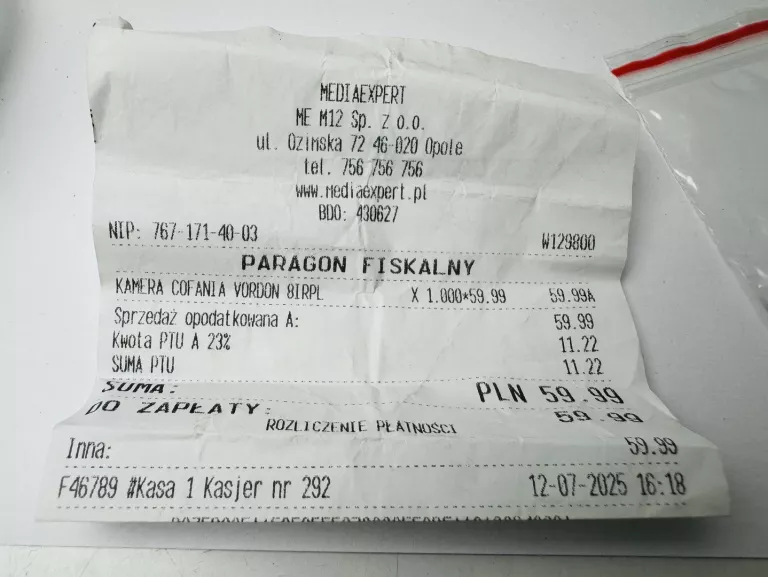 MEDIAEXPERT
ME M12 Sp. z o.o.
ul. Ozimska 72 46-020 Opole
tel. 756 756 756
www.mediaexpert.pl
BDO: 430627
NIP: 767-171-40-03 W129800
PARAGON FISKALNY
KAMERA COFANIA VORDON 8IRPL X 1.000*59.99 59.99A
Sprzedaż opodatkowana A: 59.99
Kwota PTU A 23% 11.22
SUMA PTU 11.22
SUMA: PLN 59.99
DO ZAPŁATY: 59.99
ROZLICZENIE PŁATNOŚCI
Inna: 59.99
F46789 #Kasa 1 Kasjer nr 292 12-07-2025 16:18